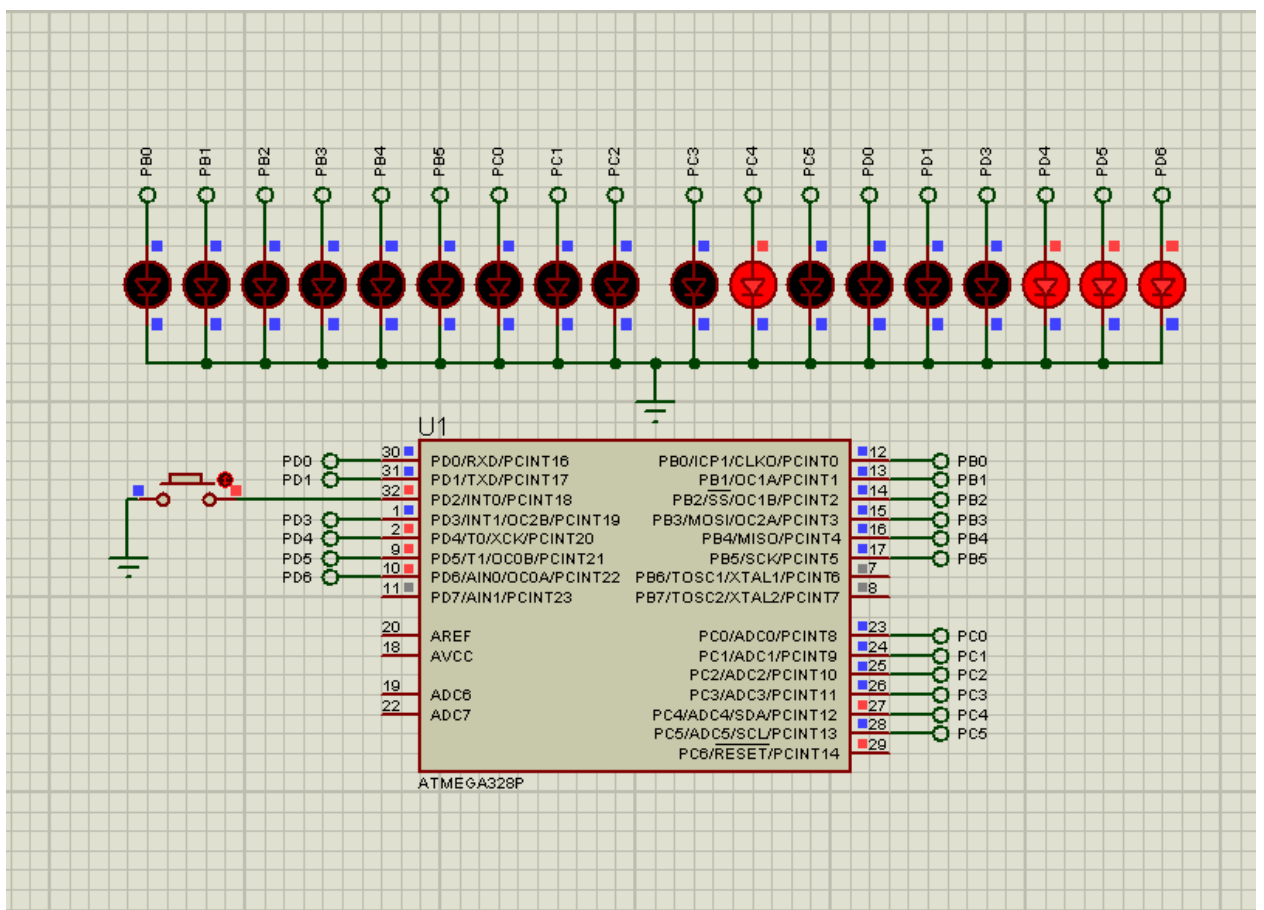 PB0 PB1 PB2 PB3 PB4 PB5 PC0 PC1 PC2 PC3 PC4 PC5 PD0 PD1 PD3 PD4 PD5 PD6
U1
PD0 30 PD0/RXD/PCINT16 PB0/ICP1/CLKO/PCINT0 12 PB0
PD1 31 PD1/TXD/PCINT17 PB1/OC1A/PCINT1 13 PB1
32 PD2/INT0/PCINT18 PB2/SS/OC1B/PCINT2 14 PB2
PD3 1 PD3/INT1/OC2B/PCINT19 PB3/MOSI/OC2A/PCINT3 15 PB3
PD4 2 PD4/T0/XCK/PCINT20 PB4/MISO/PCINT4 16 PB4
PD5 9 PD5/T1/OC0B/PCINT21 PB5/SCK/PCINT5 17 PB5
PD6 10 PD6/AIN0/OC0A/PCINT22 PB6/TOSC1/XTAL1/PCINT6 7
11 PD7/AIN1/PCINT23 PB7/TOSC2/XTAL2/PCINT7 8
20 AREF PC0/ADC0/PCINT8 23 PC0
18 AVCC PC1/ADC1/PCINT9 24 PC1
PC2/ADC2/PCINT10 25 PC2
19 ADC6 PC3/ADC3/PCINT11 26 PC3
22 ADC7 PC4/ADC4/SDA/PCINT12 27 PC4
PC5/ADC5/SCL/PCINT13 28 PC5
PC6/RESET/PCINT14 29
ATMEGA328P